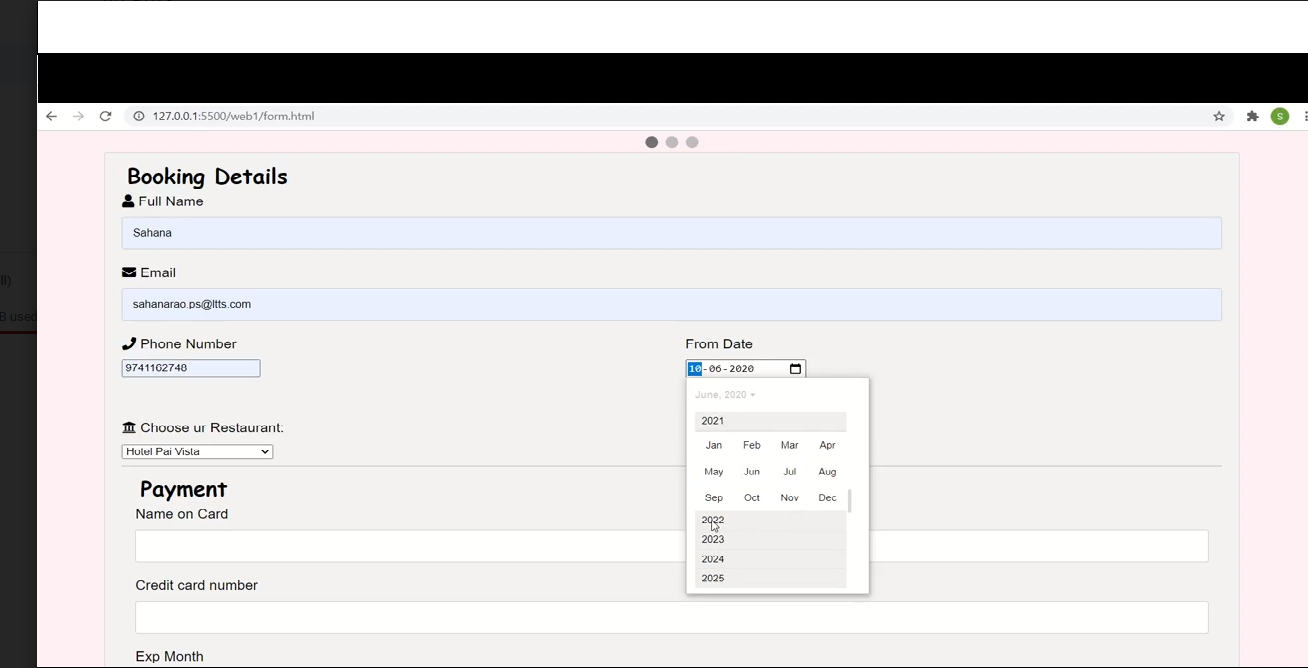 127.0.0.1:5500/web1/form.html
S
Booking Details
Full Name
Sahana
ll)
Email
B used
sahanarao.ps@ltts.com
Phone Number
From Date
9741162748
10-06-2020
June, 2020
2021
Choose ur Restaurant:
Jan Feb Mar Apr
Hotel Pai Vista
May Jun Jul Aug
Payment
Sep Oct Nov Dec
Name on Card
2022
2023
2024
2025
Credit card number
Exp Month